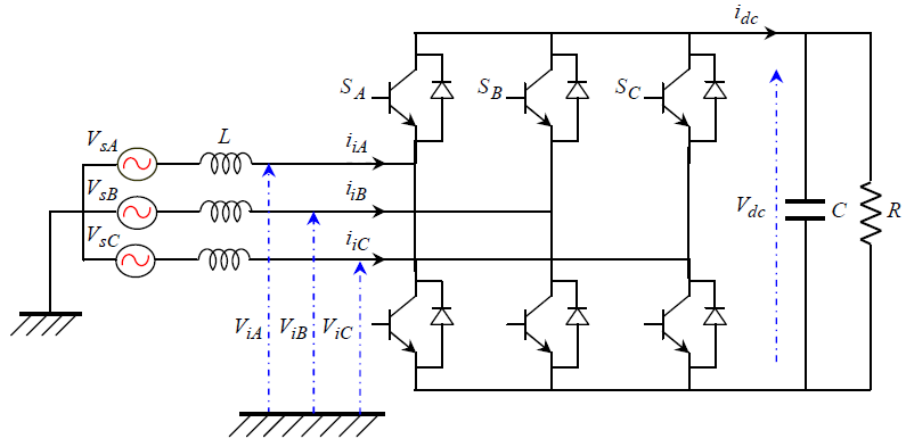 i_dc
S_A
S_B
S_C
V_sA
L
i_iA
V_sB
i_iB
V_dc
C
R
V_sC
i_iC
V_iA
V_iB
V_iC